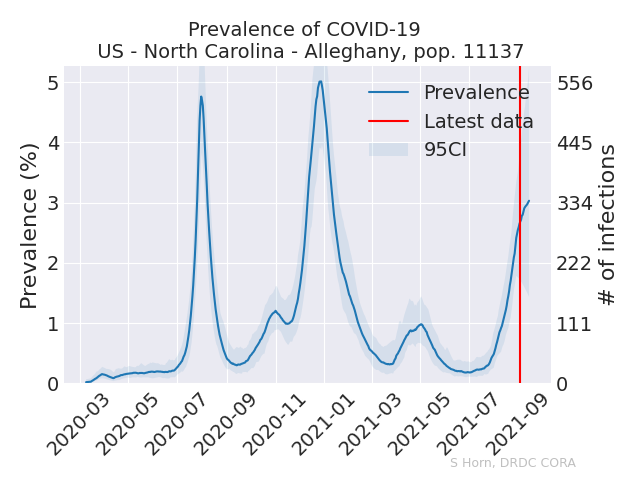 Prevalence of COVID-19
US - North Carolina - Alleghany, pop. 11137
Prevalence (%)
5
4
3
2
1
0
Prevalence
Latest data
95CI
556
445
334
222
111
0
# of infections
2020-03
2020-05
2020-07
2020-09
2020-11
2021-01
2021-03
2021-05
2021-07
2021-09
S Horn, DRDC CORA